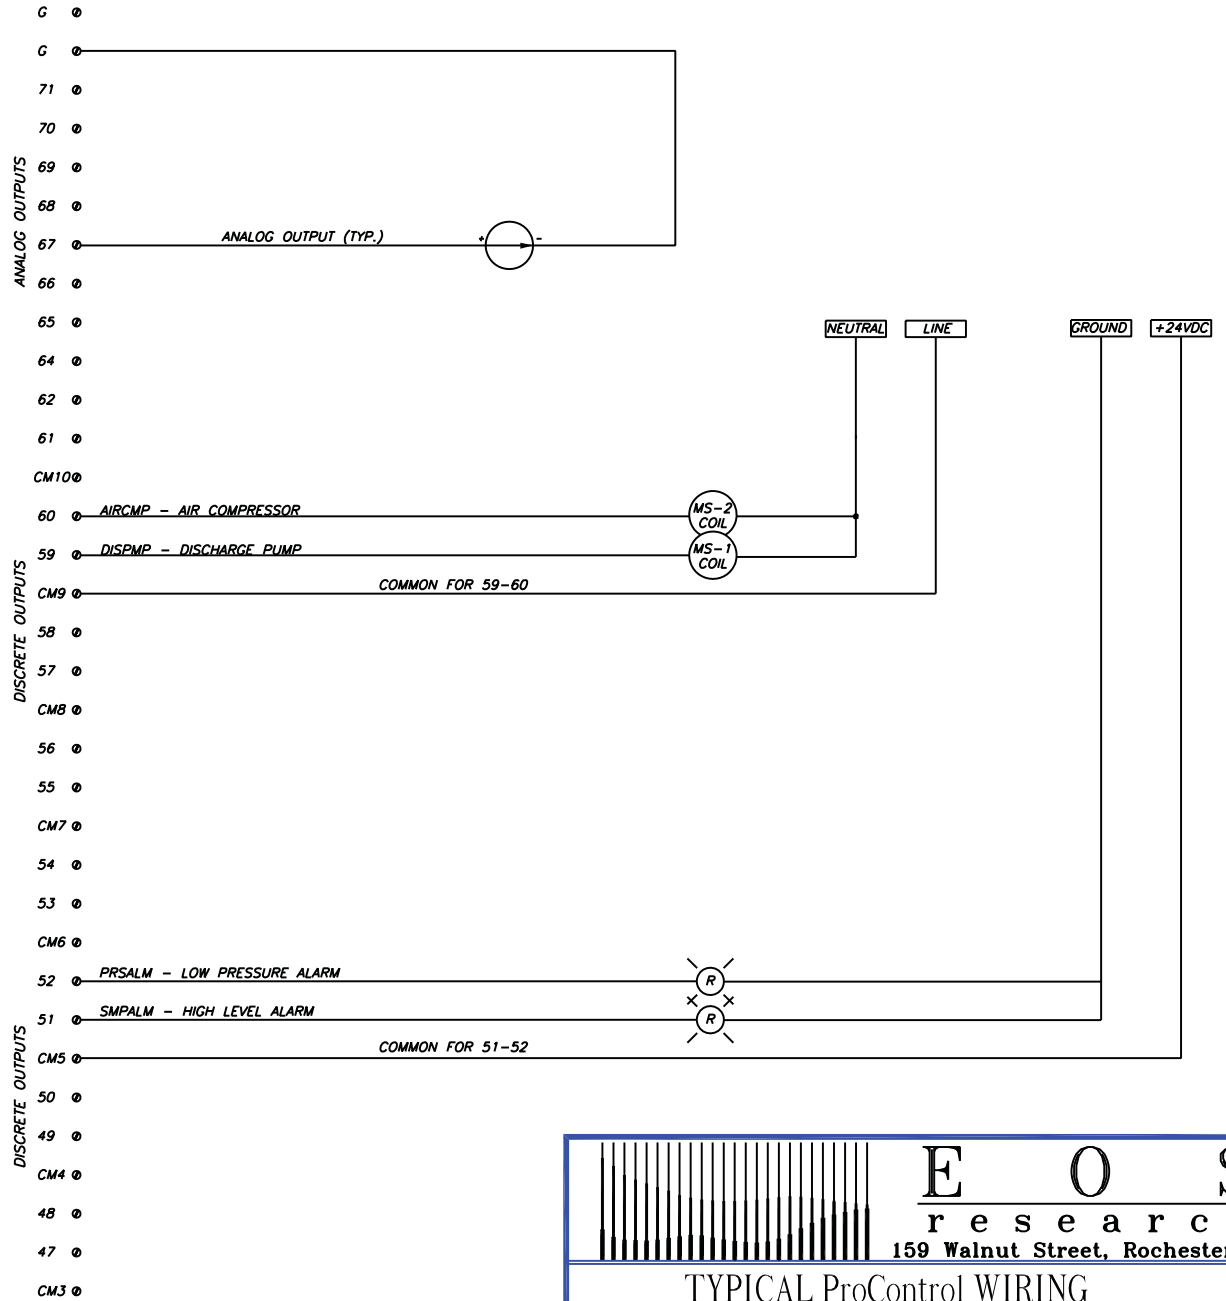 G
G
71
70
69
68
ANALOG OUTPUTS
67
ANALOG OUTPUT (TYP.)
+
-
66
65
NEUTRAL
LINE
GROUND
+24VDC
64
62
61
CM10
60
AIRCMP - AIR COMPRESSOR
MS-2
COIL
59
DISPMP - DISCHARGE PUMP
MS-1
COIL
CM9
COMMON FOR 59-60
DISCRETE OUTPUTS
58
57
CM8
56
55
CM7
54
53
CM6
52
PRSALM - LOW PRESSURE ALARM
R
51
SMPALM - HIGH LEVEL ALARM
R
CM5
COMMON FOR 51-52
DISCRETE OUTPUTS
50
49
CM4
48
47
CM3
E O
r e s e a r c
159 Walnut Street, Rochester
TYPICAL ProControl WIRING